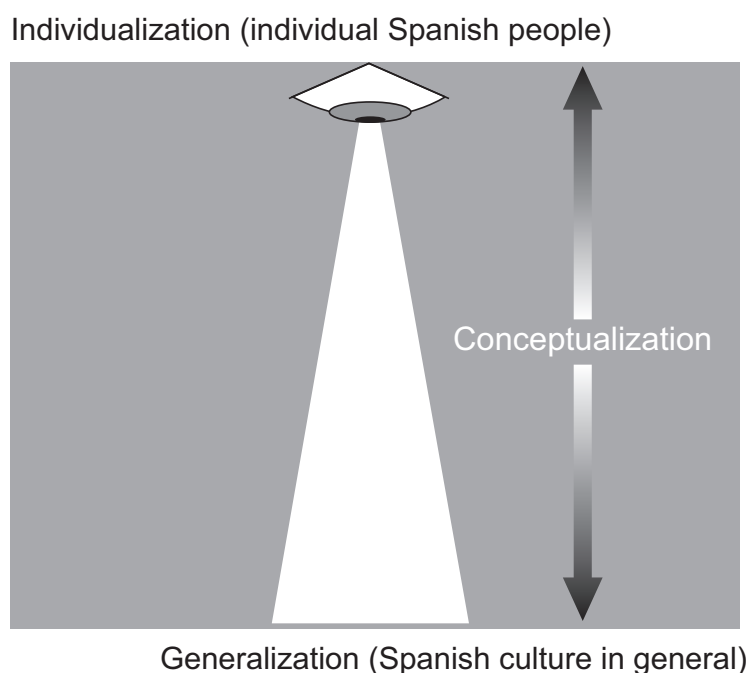 Individualization (individual Spanish people)
Conceptualization
Generalization (Spanish culture in general)